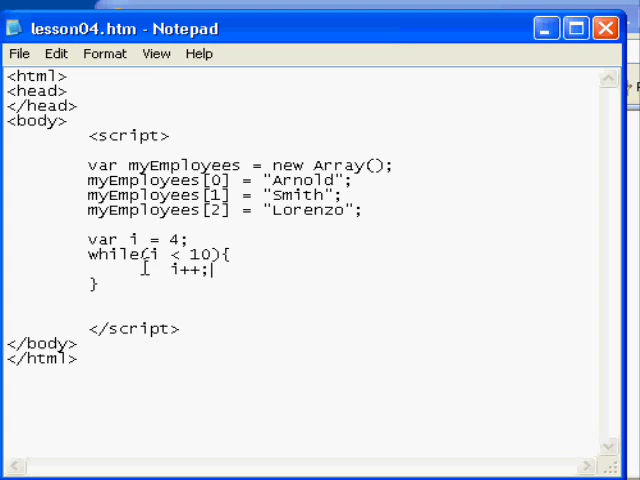 lesson04.htm - Notepad
File Edit Format View Help
<html>
<head>
</head>
<body>
<script>
var myEmployees = new Array();
myEmployees[0] = "Arnold";
myEmployees[1] = "Smith";
myEmployees[2] = "Lorenzo";
var i = 4;
while(i < 10){
i++;
}
</script>
</body>
</html>